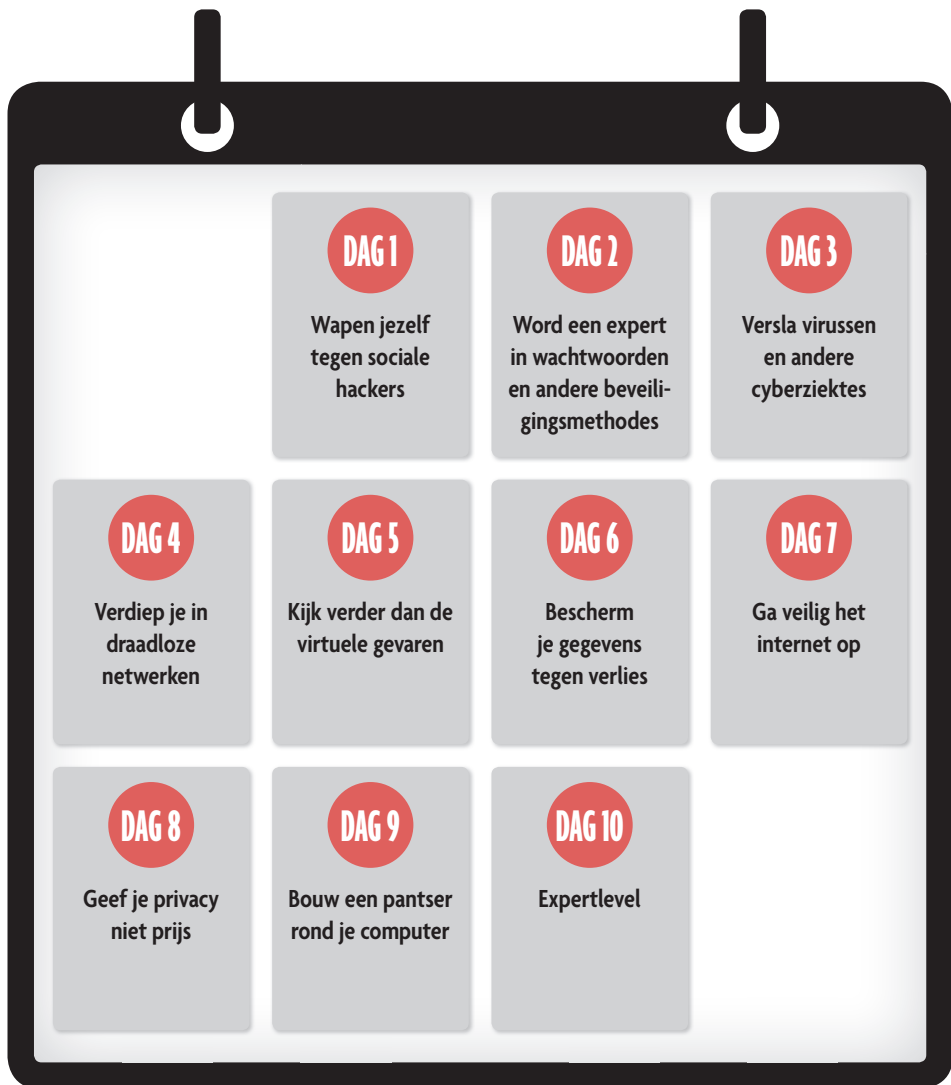 DAG 1
Wapen jezelf
tegen sociale
hackers
DAG 2
Word een expert
in wachtwoorden
en andere beveili-
gingsmethodes
DAG 3
Versla virussen
en andere
cyberziektes
DAG 4
Verdiep je in
draadloze
netwerken
DAG 5
Kijk verder dan de
virtuele gevaren
DAG 6
Bescherm
je gegevens
tegen verlies
DAG 7
Ga veilig het
internet op
DAG 8
Geef je privacy
niet prijs
DAG 9
Bouw een pantser
rond je computer
DAG 10
Expertlevel